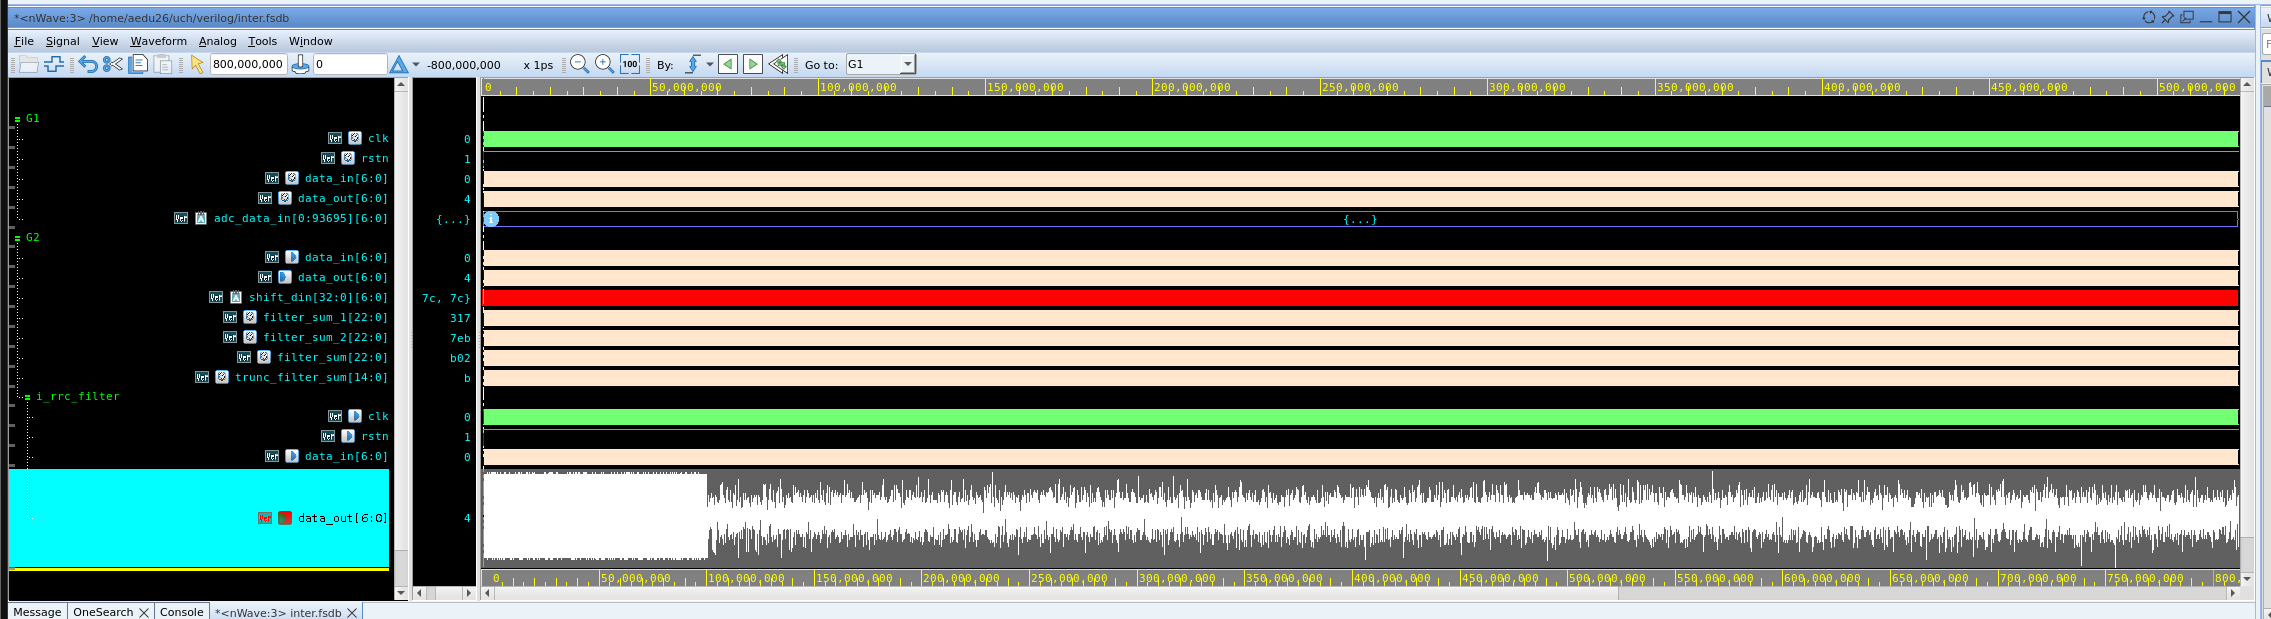 *<nWave:3> /home/aedu26/uch/verilog/inter.fsdb
File Signal View Waveform Analog Tools Window
800,000,000 0 -800,000,000 x 1ps 100 By: Go to: G1
0 50,000,000 100,000,000 150,000,000 200,000,000 250,000,000 300,000,000 350,000,000 400,000,000 450,000,000 500,000,000
G1
clk 0
rstn 1
data_in[6:0] 0
data_out[6:0] 4
adc_data_in[0:93695][6:0] {...} {...}
G2
data_in[6:0] 0
data_out[6:0] 4
shift_din[32:0][6:0] 7c, 7c}
filter_sum_1[22:0] 317
filter_sum_2[22:0] 7eb
filter_sum[22:0] b02
trunc_filter_sum[14:0] b
i_rrc_filter
clk 0
rstn 1
data_in[6:0] 0
data_out[6:0] 4
0 50,000,000 100,000,000 150,000,000 200,000,000 250,000,000 300,000,000 350,000,000 400,000,000 450,000,000 500,000,000 550,000,000 600,000,000 650,000,000 700,000,000 750,000,000 800,
Message OneSearch Console *<nWave:3> inter.fsdb